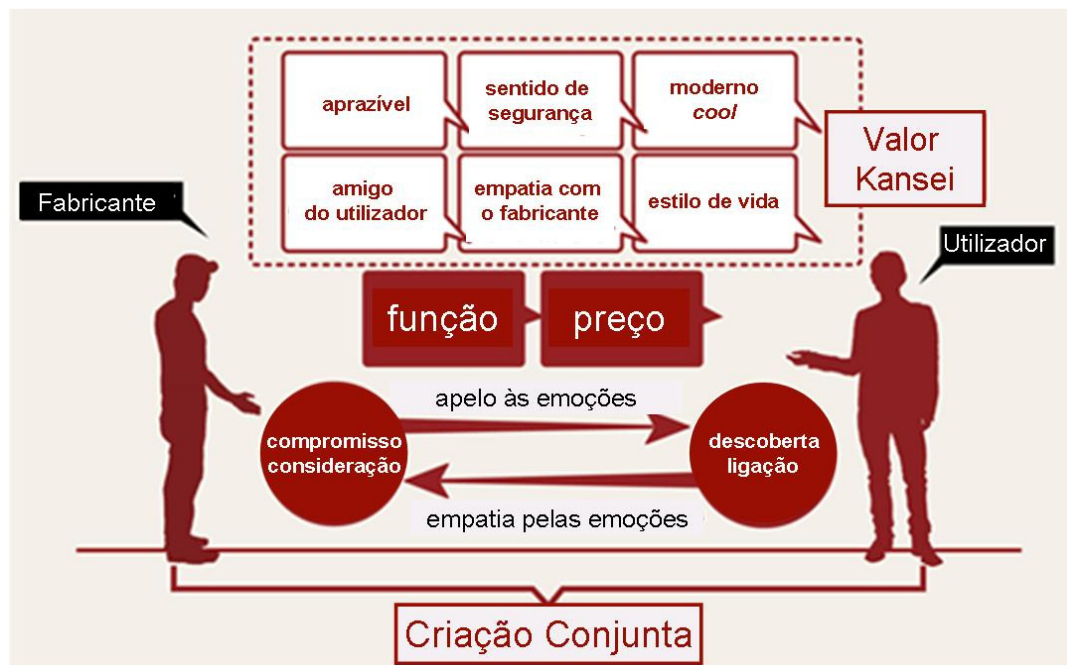 aprazível
sentido de
segurança
moderno
cool
Valor
Kansei
amigo
do utilizador
empatia com
o fabricante
estilo de vida
Fabricante
Utilizador
função
preço
apelo às emoções
compromisso
consideração
descoberta
ligação
empatia pelas emoções
Criação Conjunta